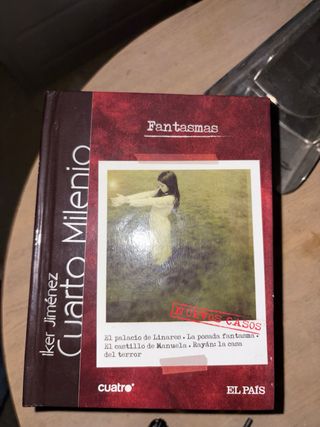 Fantasmas
Iker Jiménez
Cuarto Milenio
NUEVOS CASOS
El palacio de Linares. La posada fantasma.
El castillo de Manuela. Rayán: la casa
del terror
cuatro
EL PAÍS